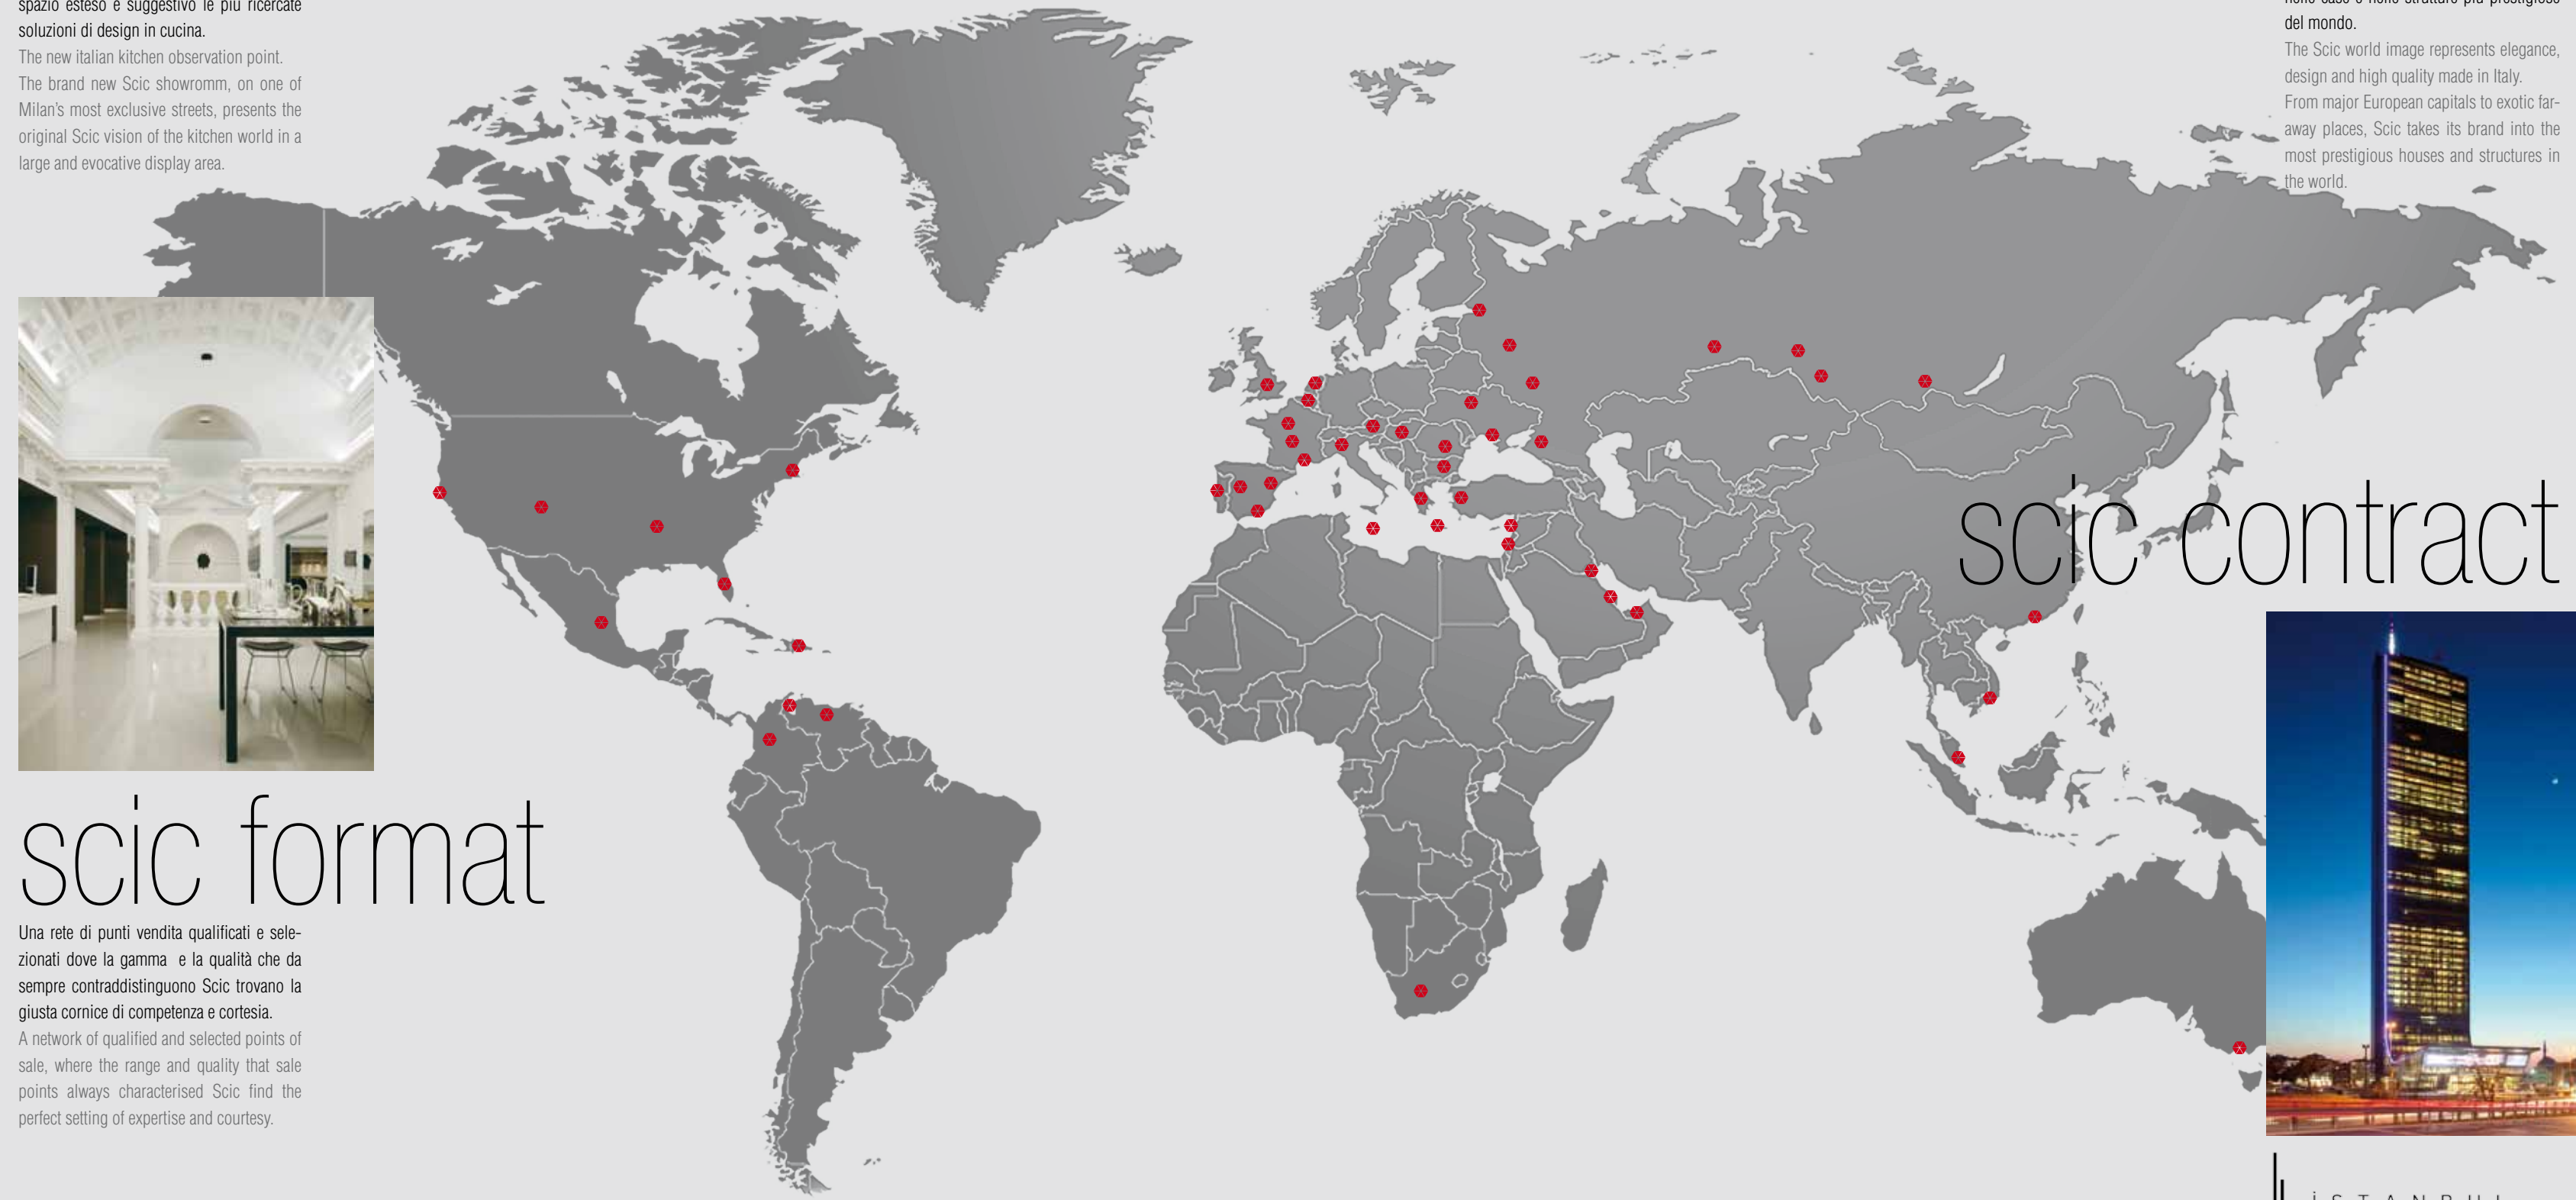 spazio esteso e suggestivo le più ricercate
soluzioni di design in cucina.
The new italian kitchen observation point.
The brand new Scic showromm, on one of
Milan's most exclusive streets, presents the
original Scic vision of the kitchen world in a
large and evocative display area.
scic format
Una rete di punti vendita qualificati e sele-
zionati dove la gamma e la qualità che da
sempre contraddistinguono Scic trovano la
giusta cornice di competenza e cortesia.
A network of qualified and selected points of
sale, where the range and quality that sale
points always characterised Scic find the
perfect setting of expertise and courtesy.
nelle case e nelle strutture più prestigiose
del mondo.
The Scic world image represents elegance,
design and high quality made in Italy.
From major European capitals to exotic far-
away places, Scic takes its brand into the
most prestigious houses and structures in
the world.
scic contract
İSTANBUL